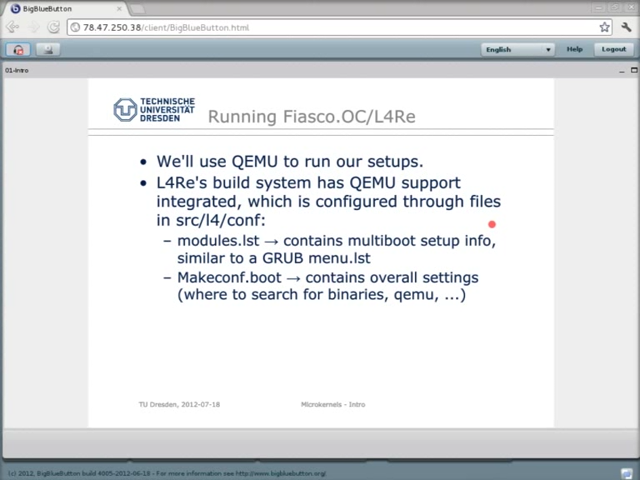 BigBlueButton
78.47.250.38/client/BigBlueButton.html
English Help Logout
01-Intro
TECHNISCHE
UNIVERSITÄT
DRESDEN
Running Fiasco.OC/L4Re
• We'll use QEMU to run our setups.
• L4Re's build system has QEMU support
integrated, which is configured through files
in src/l4/conf:
– modules.lst → contains multiboot setup info,
similar to a GRUB menu.lst
– Makeconf.boot → contains overall settings
(where to search for binaries, qemu, ...)
TU Dresden, 2012-07-18 Microkernels - Intro
(c) 2012, BigBlueButton build 4005-2012-06-18 - For more information see http://www.bigbluebutton.org/